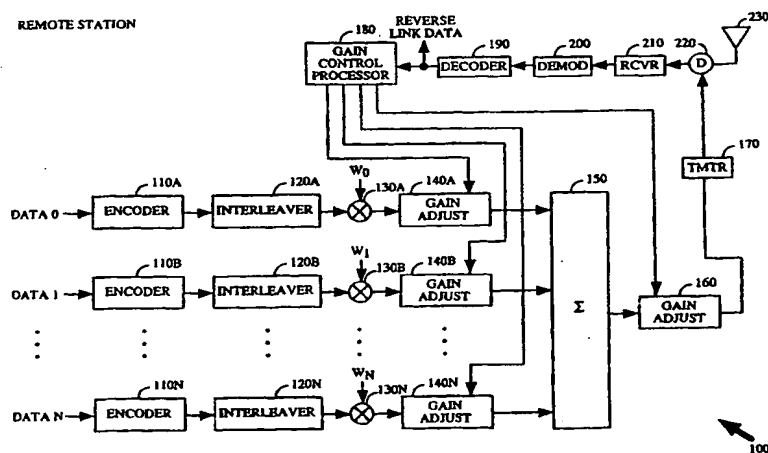 REMOTE STATION
REVERSE
LINK DATA
230
180
GAIN
CONTROL
PROCESSOR
190
DECODER
200
DEMOD
210
RCVR
220
D
170
TMTR
110A
120A
W0
130A
140A
150
DATA 0
ENCODER
INTERLEAVER
GAIN
ADJUST
110B
120B
W1
130B
140B
160
DATA 1
ENCODER
INTERLEAVER
GAIN
ADJUST
Σ
GAIN
ADJUST
110N
120N
WN
130N
140N
DATA N
ENCODER
INTERLEAVER
GAIN
ADJUST
100